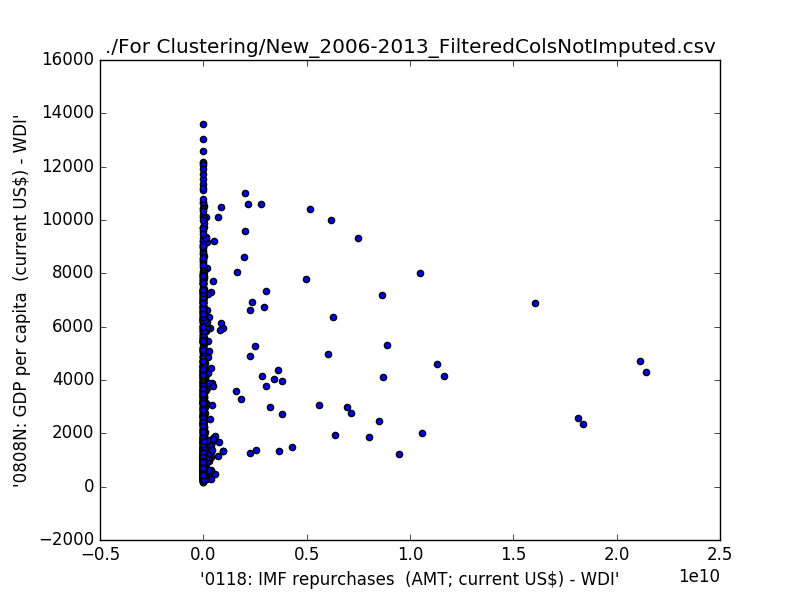 ./For Clustering/New_2006-2013_FilteredColsNotImputed.csv
16000
14000
12000
10000
8000
6000
4000
2000
0
−2000
'0808N: GDP per capita  (current US$) - WDI'
−0.5 0.0 0.5 1.0 1.5 2.0 2.5
1e10
'0118: IMF repurchases  (AMT; current US$) - WDI'